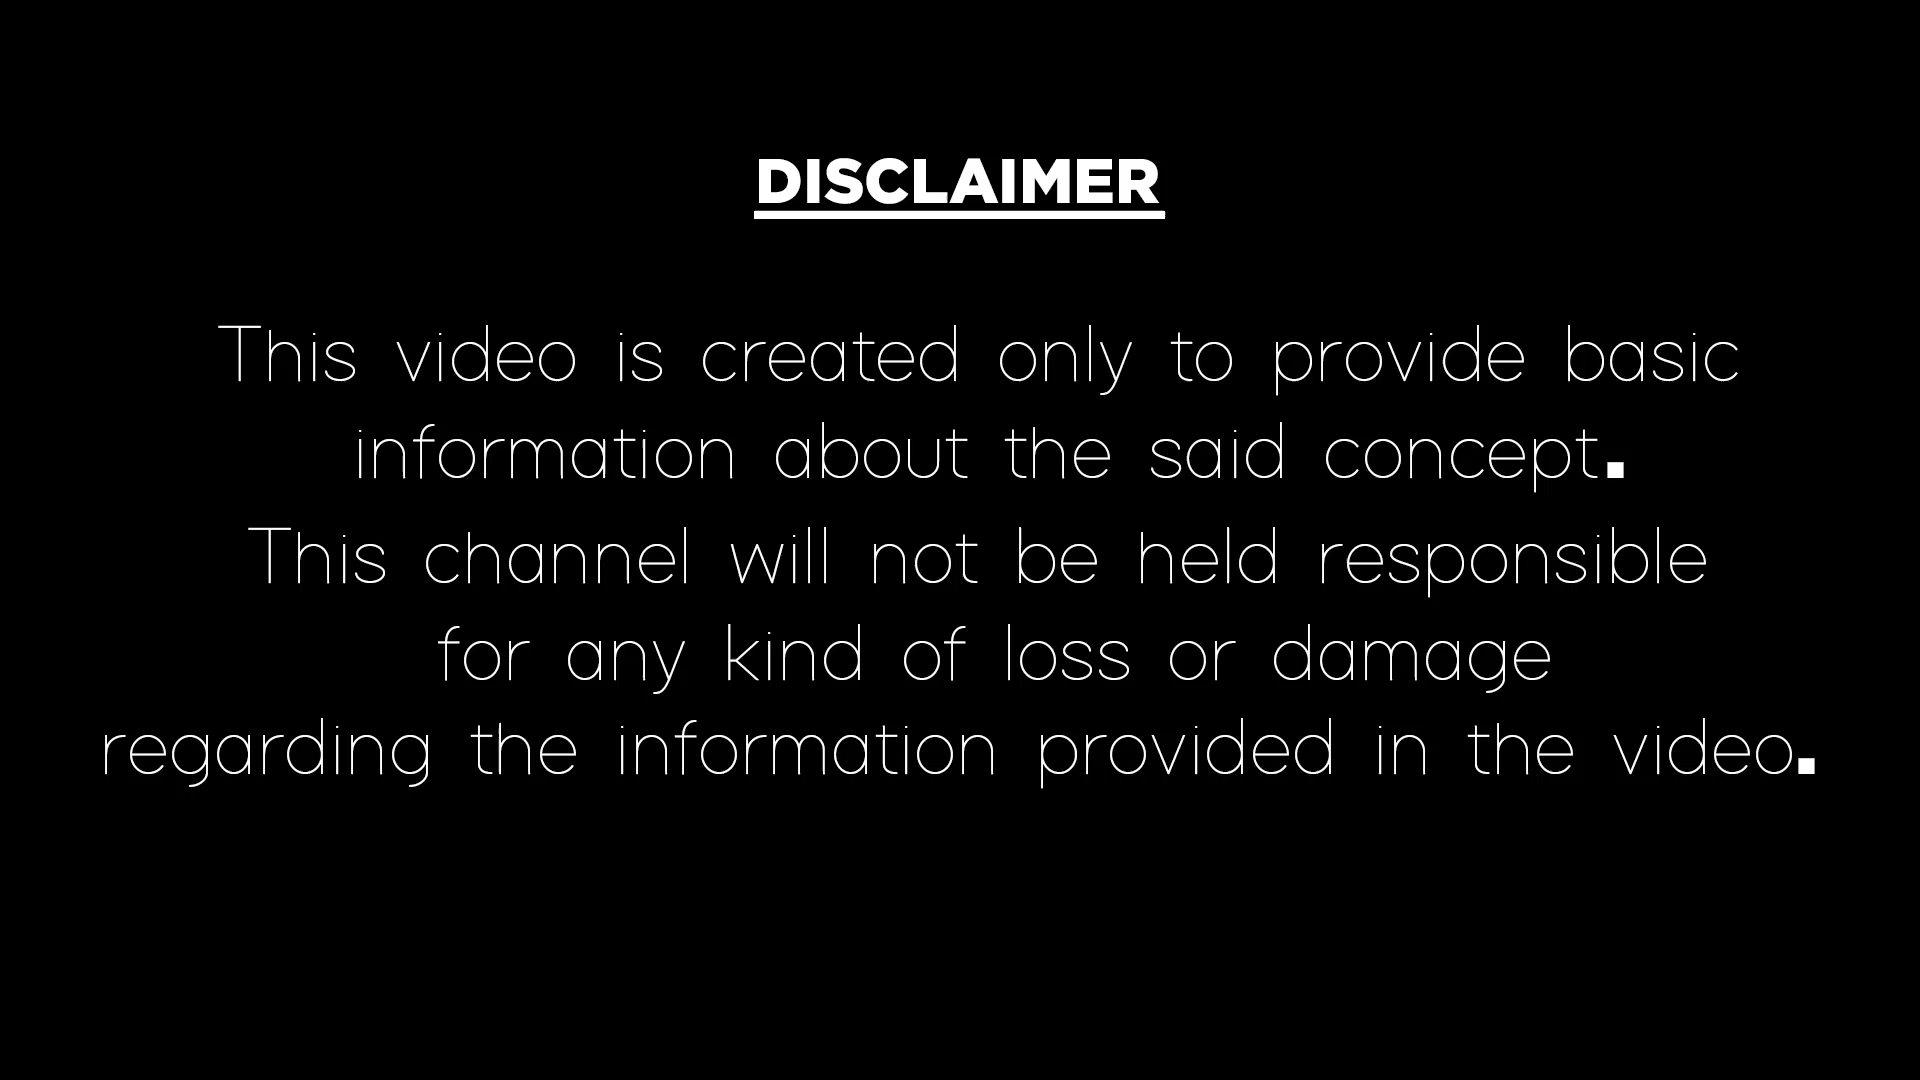 DISCLAIMER
This video is created only to provide basic
information about the said concept.
This channel will not be held responsible
for any kind of loss or damage
regarding the information provided in the video.